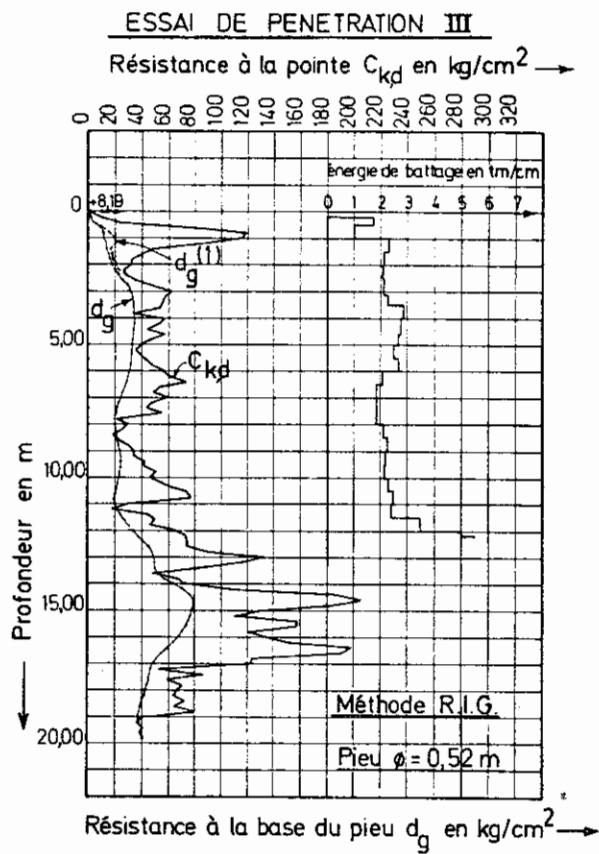 ESSAI DE PENETRATION III
Résistance à la pointe Ckd en kg/cm²
0 20 40 60 80 100 120 140 160 180 200 220 240 260 280 300 320
énergie de battage en tm/cm
0 1 2 3 4 5 6 7
0
+8,19
dg(1)
dg
5,00
Ckd
10,00
15,00
20,00
Profondeur en m
Méthode R.I.G.
Pieu ϕ = 0,52 m
Résistance à la base du pieu dg en kg/cm²